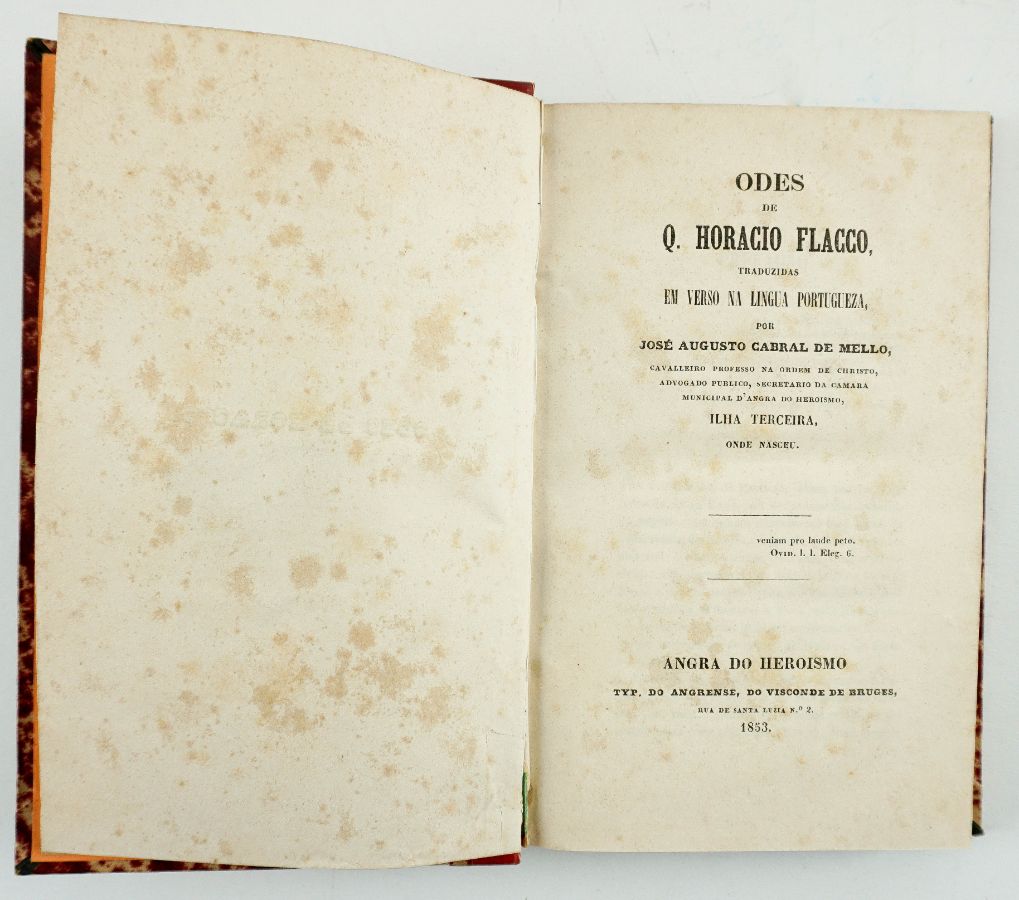 ODES
DE
Q. HORACIO FLACCO,
TRADUZIDAS
EM VERSO NA LINGUA PORTUGUEZA,
POR
JOSÉ AUGUSTO CABRAL DE MELLO,
CAVALLEIRO PROFESSO NA ORDEM DE CHRISTO,
ADVOGADO PUBLICO, SECRETARIO DA CAMARA
MUNICIPAL D'ANGRA DO HEROISMO,
ILHA TERCEIRA,
ONDE NASCEU.
veniam pro laude peto.
OVID. l. l. Eleg. 6.
ANGRA DO HEROISMO
TYP. DO ANGRENSE, DO VISCONDE DE BRUGES,
RUA DE SANTA LUZIA N.º 2.
1853.